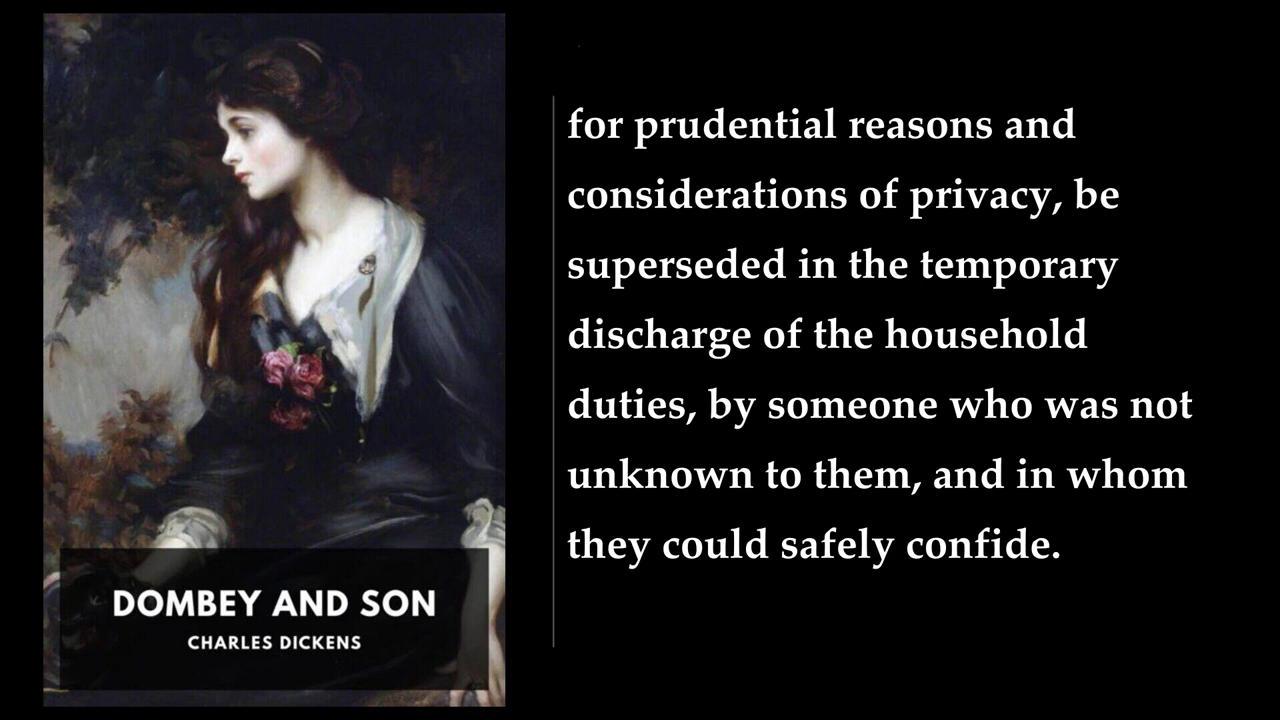 for prudential reasons and
considerations of privacy, be
superseded in the temporary
discharge of the household
duties, by someone who was not
unknown to them, and in whom
they could safely confide.
DOMBEY AND SON
CHARLES DICKENS